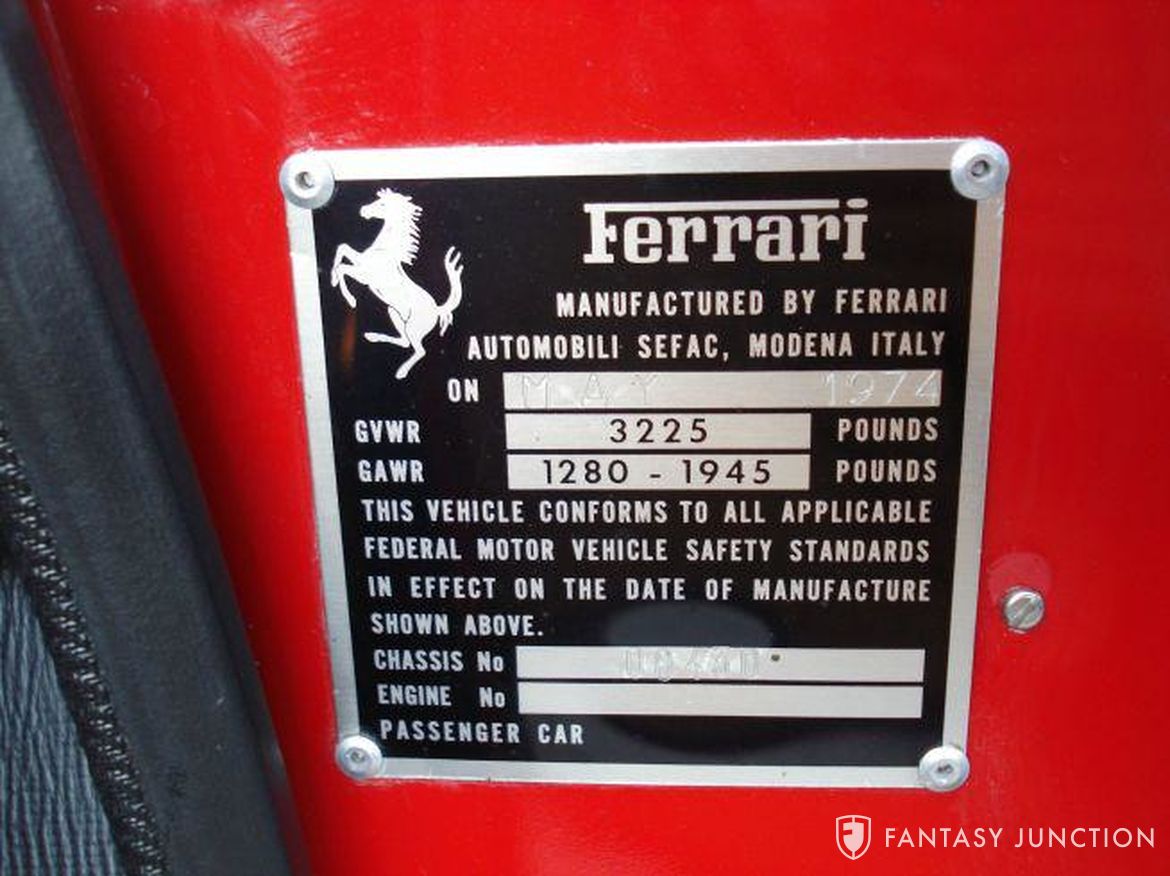 Ferrari
MANUFACTURED BY FERRARI
AUTOMOBILI SEFAC, MODENA ITALY
ON MAY 1974
GVWR 3225 POUNDS
GAWR 1280 - 1945 POUNDS
THIS VEHICLE CONFORMS TO ALL APPLICABLE
FEDERAL MOTOR VEHICLE SAFETY STANDARDS
IN EFFECT ON THE DATE OF MANUFACTURE
SHOWN ABOVE.
CHASSIS No
ENGINE No
PASSENGER CAR
FANTASY JUNCTION